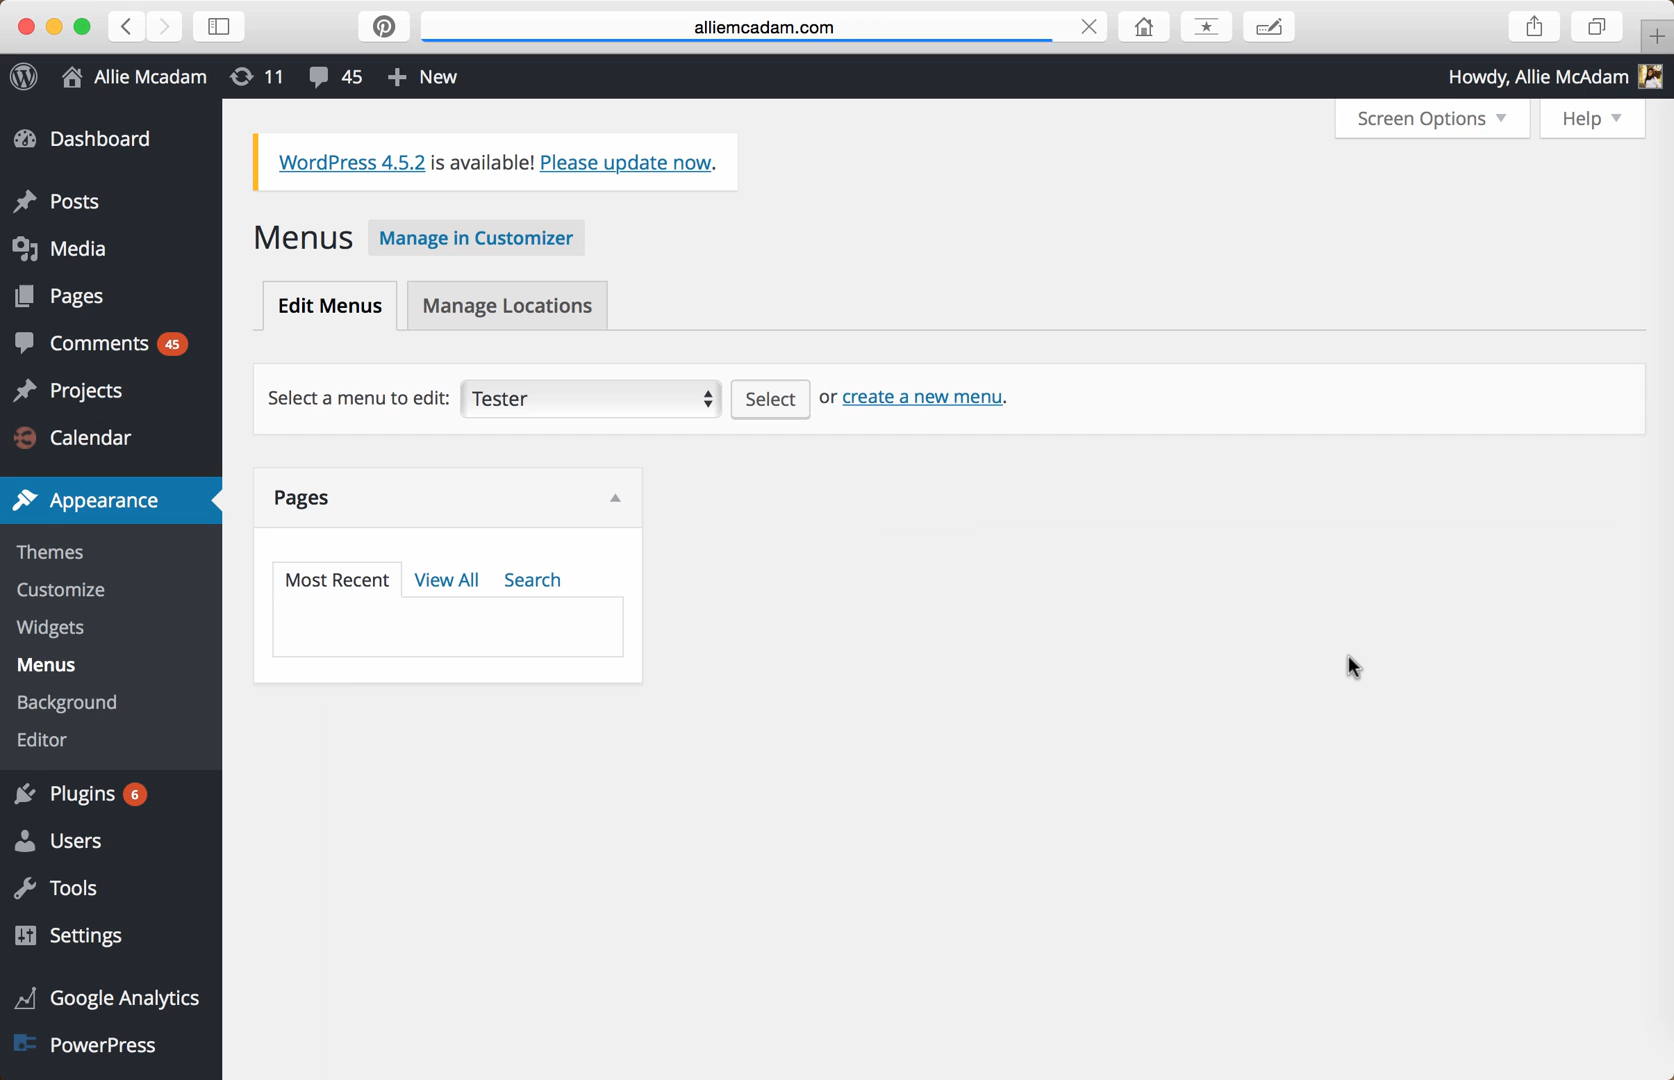 alliemcadam.com
Allie Mcadam 11 45 New Howdy, Allie McAdam
Screen Options Help
Dashboard
Posts
Media
Pages
Comments 45
Projects
Calendar
Appearance
Themes
Customize
Widgets
Menus
Background
Editor
Plugins 6
Users
Tools
Settings
Google Analytics
PowerPress
WordPress 4.5.2 is available! Please update now.
Menus Manage in Customizer
Edit Menus Manage Locations
Select a menu to edit: Tester Select or create a new menu.
Pages
Most Recent View All Search